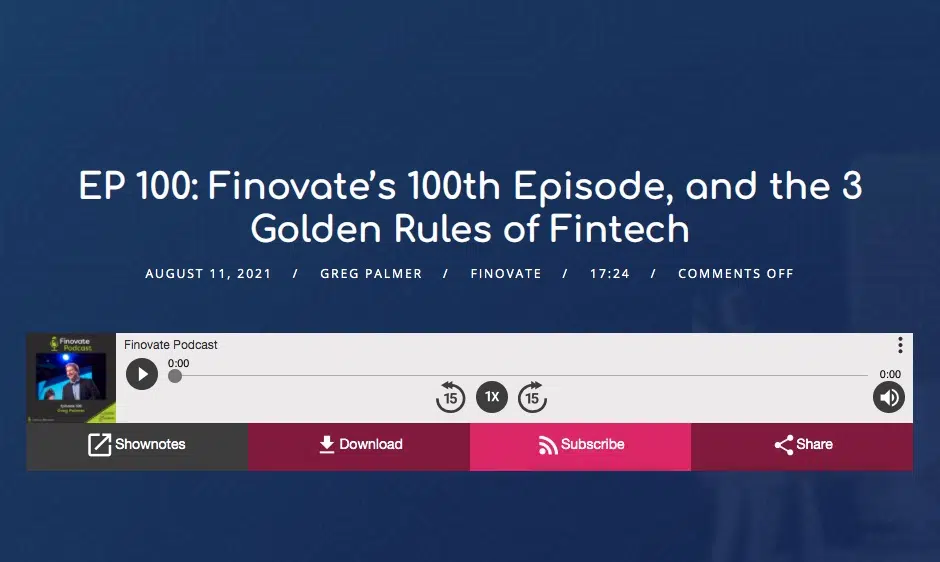 EP 100: Finovate’s 100th Episode, and the 3
Golden Rules of Fintech
AUGUST 11, 2021 / GREG PALMER / FINOVATE / 17:24 / COMMENTS OFF
Finovate
Podcast
Episode 100
Greg Palmer
Finovate Podcast
0:00
0:00
15
1X
15
Shownotes
Download
Subscribe
Share